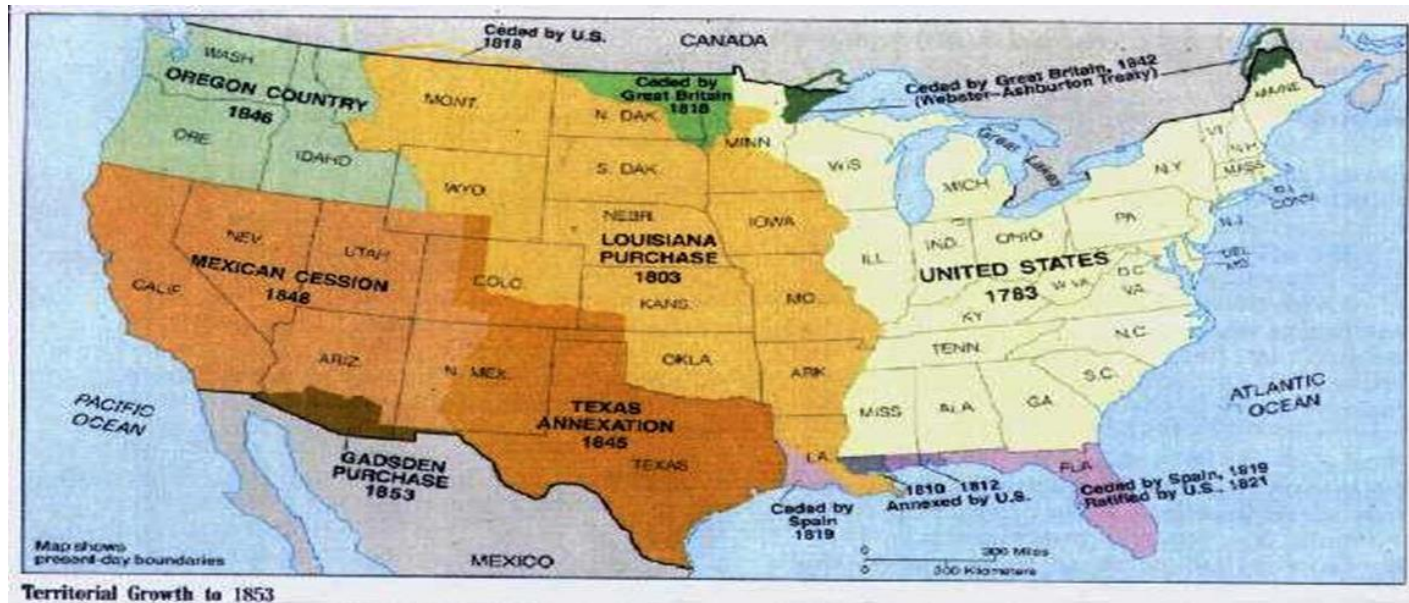 Ceded by U.S.
1818
CANADA
Ceded by Great Britain, 1842
(Webster-Ashburton Treaty)
WASH.
OREGON COUNTRY
1846
ORE
IDAHO
MONT.
Ceded by
Great Britain
1818
N. DAK.
MINN
S. DAK.
WYO.
NEBR.
IOWA
WIS
MICH
Great Lakes
MAINE
VT.
N.H.
MASS
R.I.
CONN.
N.Y.
PA
N.J.
DEL
MD.
D.C.
NEV.
UTAH
MEXICAN CESSION
1848
CALIF.
ARIZ.
COLO.
N. MEX.
LOUISIANA
PURCHASE
1803
KANS.
MO.
OKLA
ARK
ILL
IND.
OHIO
UNITED STATES
1783
W VA.
VA.
KY
TENN.
N.C.
S.C.
MISS
ALA
GA
LA.
FLA
TEXAS
ANNEXATION
1845
TEXAS
PACIFIC
OCEAN
ATLANTIC
OCEAN
GADSDEN
PURCHASE
1853
Ceded by
Spain
1819
1810 1812
Annexed by U.S.
Ceded by Spain, 1819
Ratified by U.S., 1821
MEXICO
Map shows
present-day boundaries
0 300 Miles
0 300 Kilometers
Territorial Growth to 1853